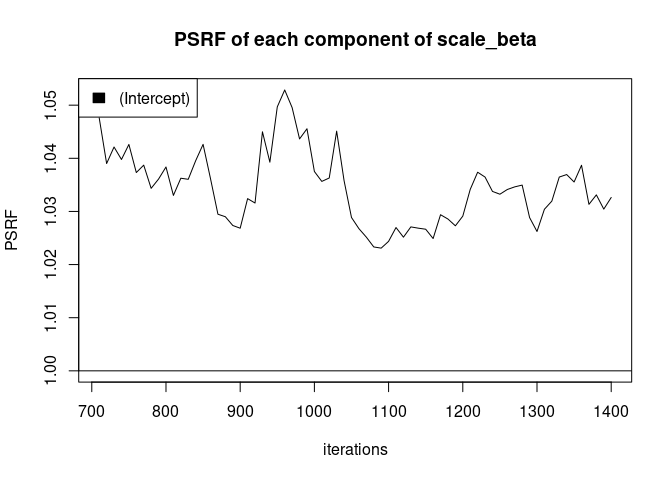 PSRF of each component of scale_beta
(Intercept)
PSRF
1.05
1.04
1.03
1.02
1.01
1.00
700 800 900 1000 1100 1200 1300 1400
iterations